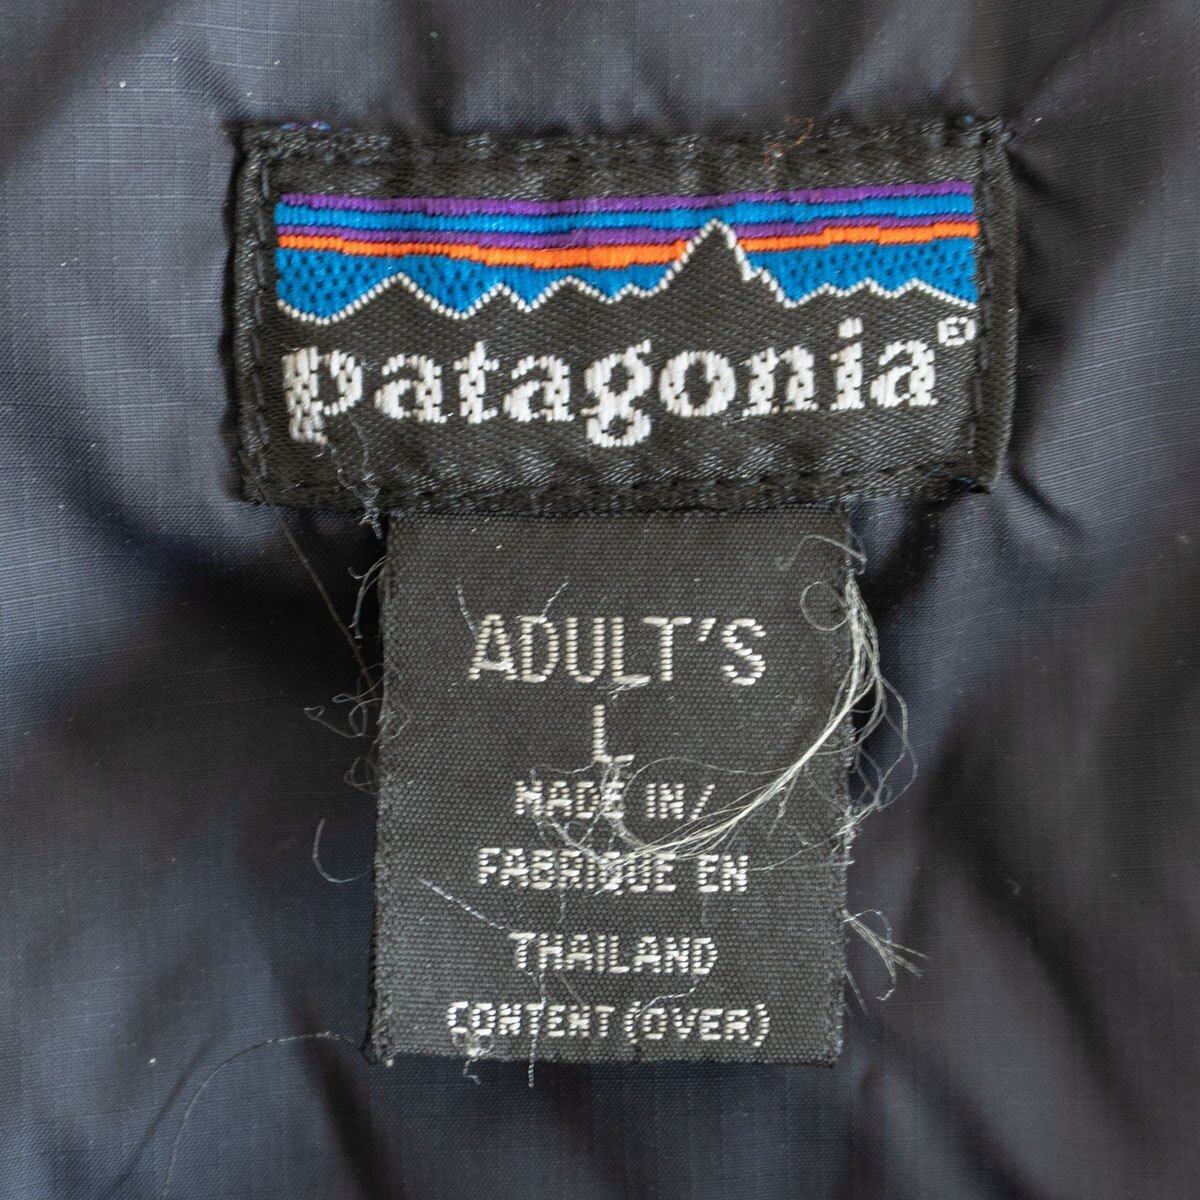 patagonia®
ADULT'S
L
MADE IN/
FABRIQUE EN
THAILAND
CONTENT (OVER)